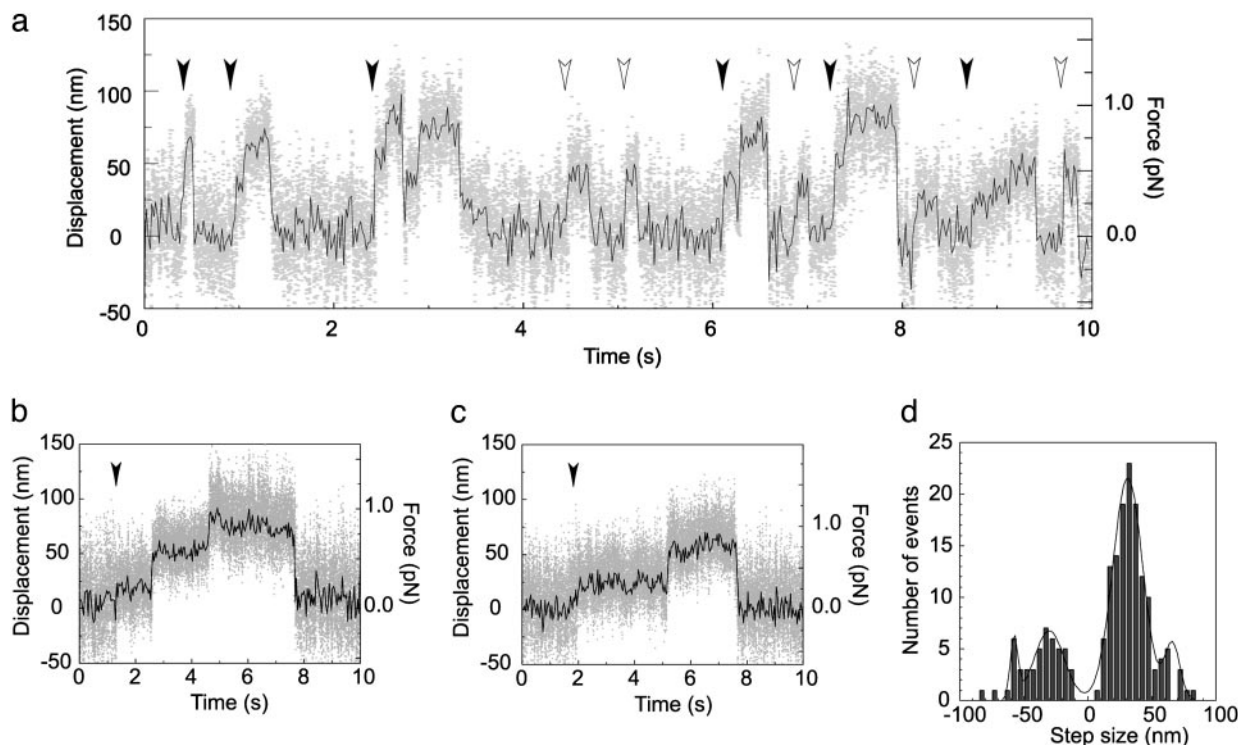 a
150
100
50
0
-50
Displacement (nm)
1.0
0.0
Force (pN)
0 2 4 6 8 10
Time (s)
b
150
100
50
0
-50
Displacement (nm)
1.0
0.0
Force (pN)
0 2 4 6 8 10
Time (s)
c
150
100
50
0
-50
Displacement (nm)
1.0
0.0
Force (pN)
0 2 4 6 8 10
Time (s)
d
25
20
15
10
5
0
Number of events
-100 -50 0 50 100
Step size (nm)